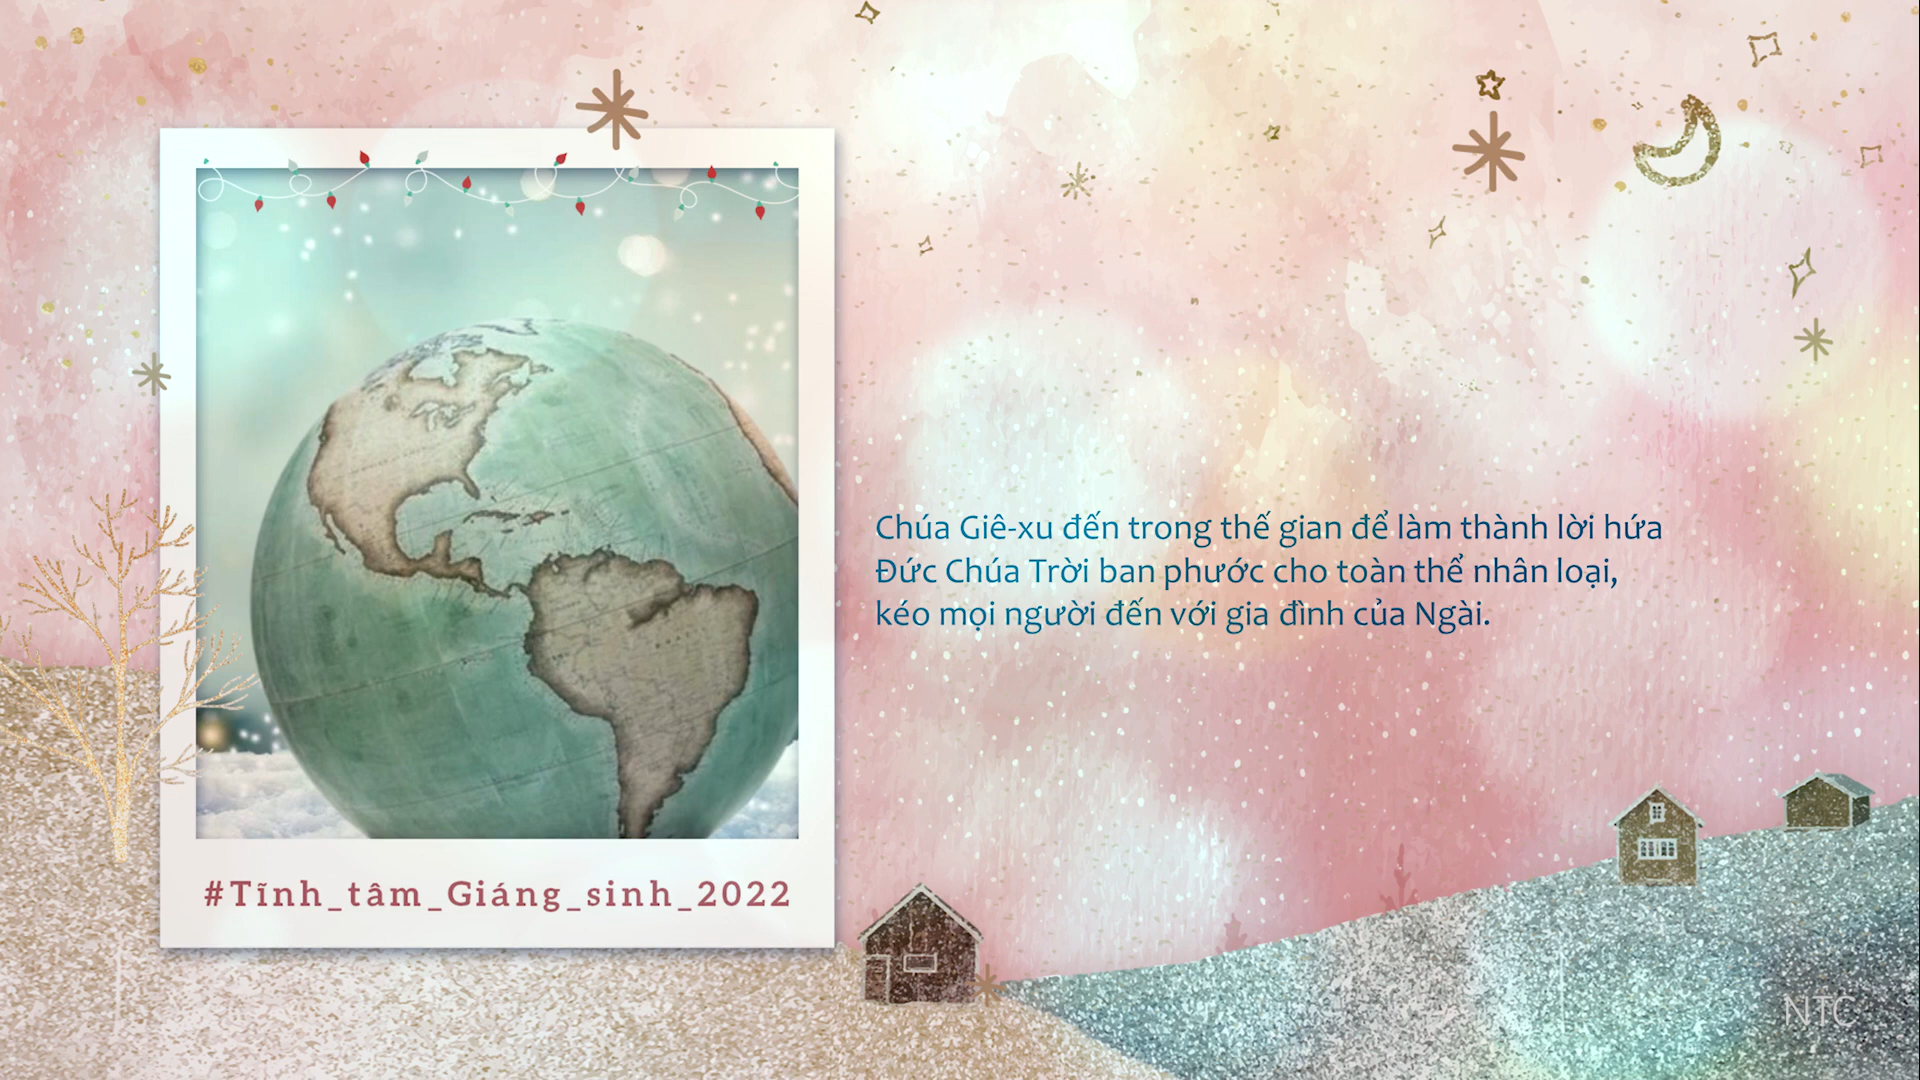 Chúa Giê-xu đến trong thế gian để làm thành lời hứa
Đức Chúa Trời ban phước cho toàn thể nhân loại,
kéo mọi người đến với gia đình của Ngài.
#Tĩnh_tâm_Giáng_sinh_2022
NTC